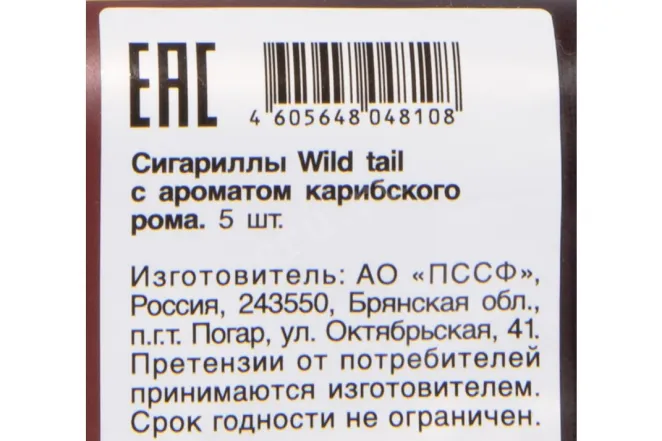 EAC
4 605648 048108
Сигариллы Wild tail
с ароматом карибского
рома. 5 шт.
Изготовитель: АО «ПССФ»,
Россия, 243550, Брянская обл.,
п.г.т. Погар, ул. Октябрьская, 41.
Претензии от потребителей
принимаются изготовителем.
Срок годности не ограничен.